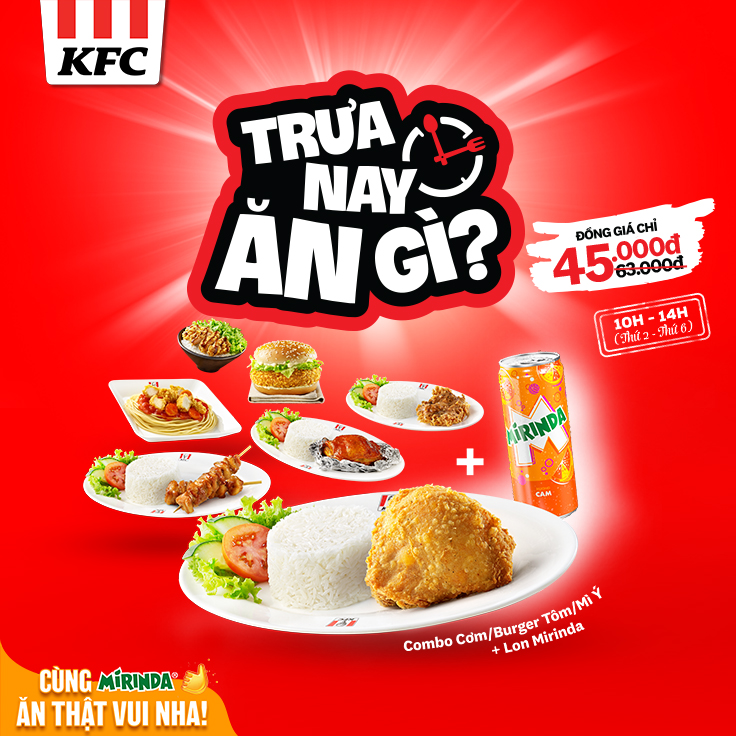 KFC
TRƯA
NAY
ĂN GÌ?
ĐỒNG GIÁ CHỈ
45.000đ
63.000đ
10H - 14H
(Thứ 2 - Thứ 6)
MIRINDA
CAM
+
Combo Cơm/Burger Tôm/Mì Ý
+ Lon Mirinda
CÙNG MIRINDA®
ĂN THẬT VUI NHA!